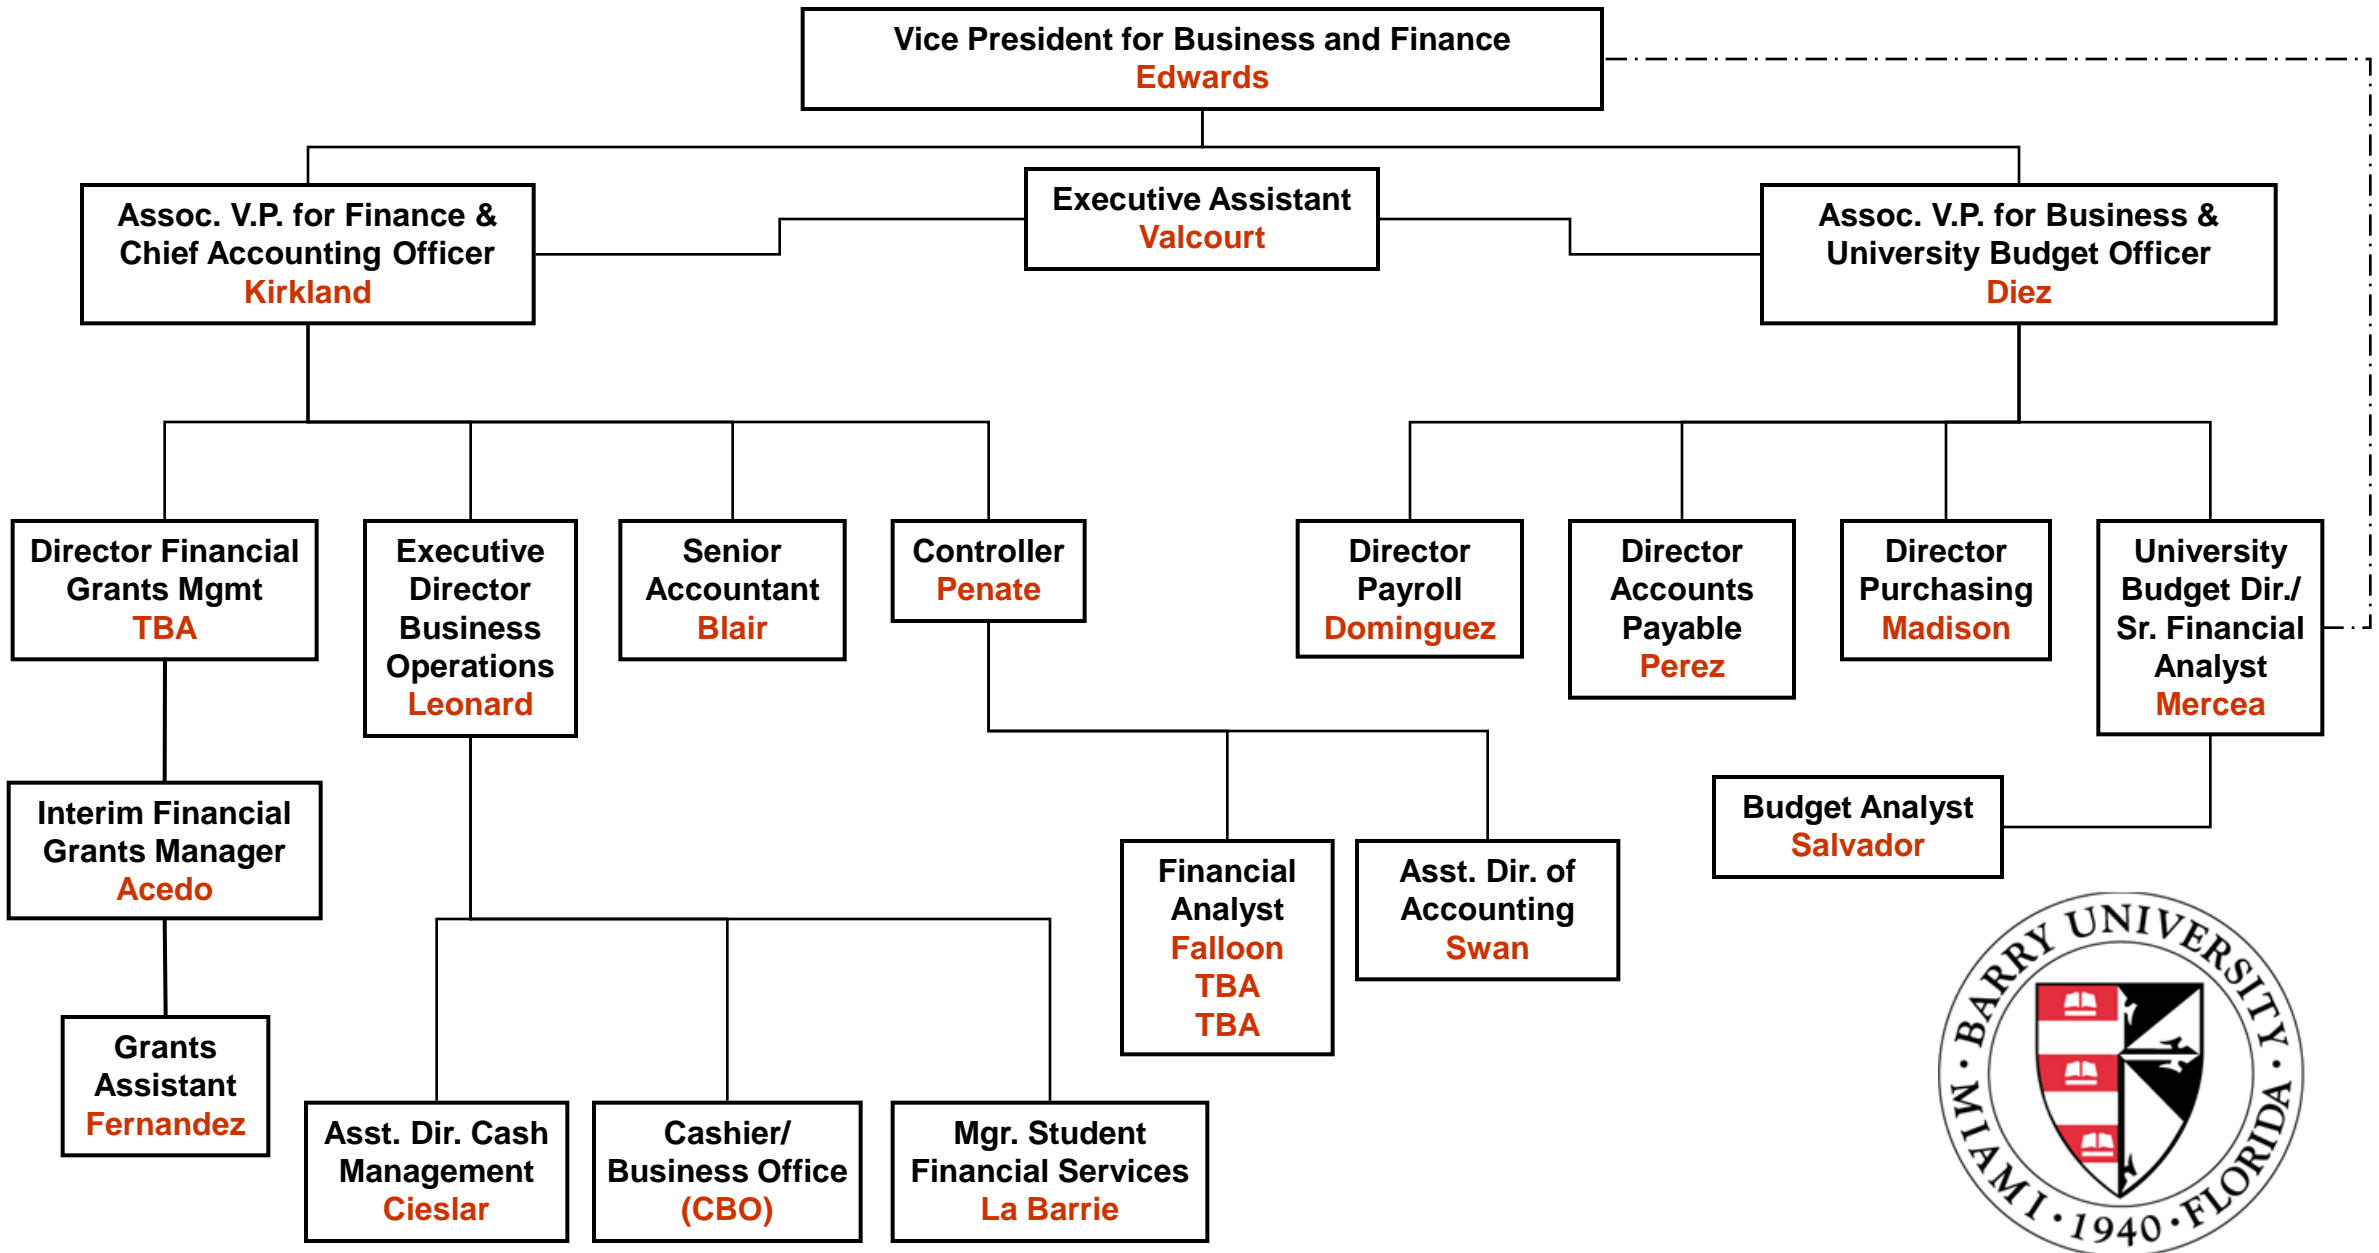 Vice President for Business and Finance
Edwards
Assoc. V.P. for Finance &
Chief Accounting Officer
Kirkland
Executive Assistant
Valcourt
Assoc. V.P. for Business &
University Budget Officer
Diez
Director Financial
Grants Mgmt
TBA
Executive
Director
Business
Operations
Leonard
Senior
Accountant
Blair
Controller
Penate
Director
Payroll
Dominguez
Director
Accounts
Payable
Perez
Director
Purchasing
Madison
University
Budget Dir./
Sr. Financial
Analyst
Mercea
Interim Financial
Grants Manager
Acedo
Budget Analyst
Salvador
Financial
Analyst
Falloon
TBA
TBA
Asst. Dir. of
Accounting
Swan
Grants
Assistant
Fernandez
Asst. Dir. Cash
Management
Cieslar
Cashier/
Business Office
(CBO)
Mgr. Student
Financial Services
La Barrie
BARRY UNIVERSITY
MIAMI · 1940 · FLORIDA